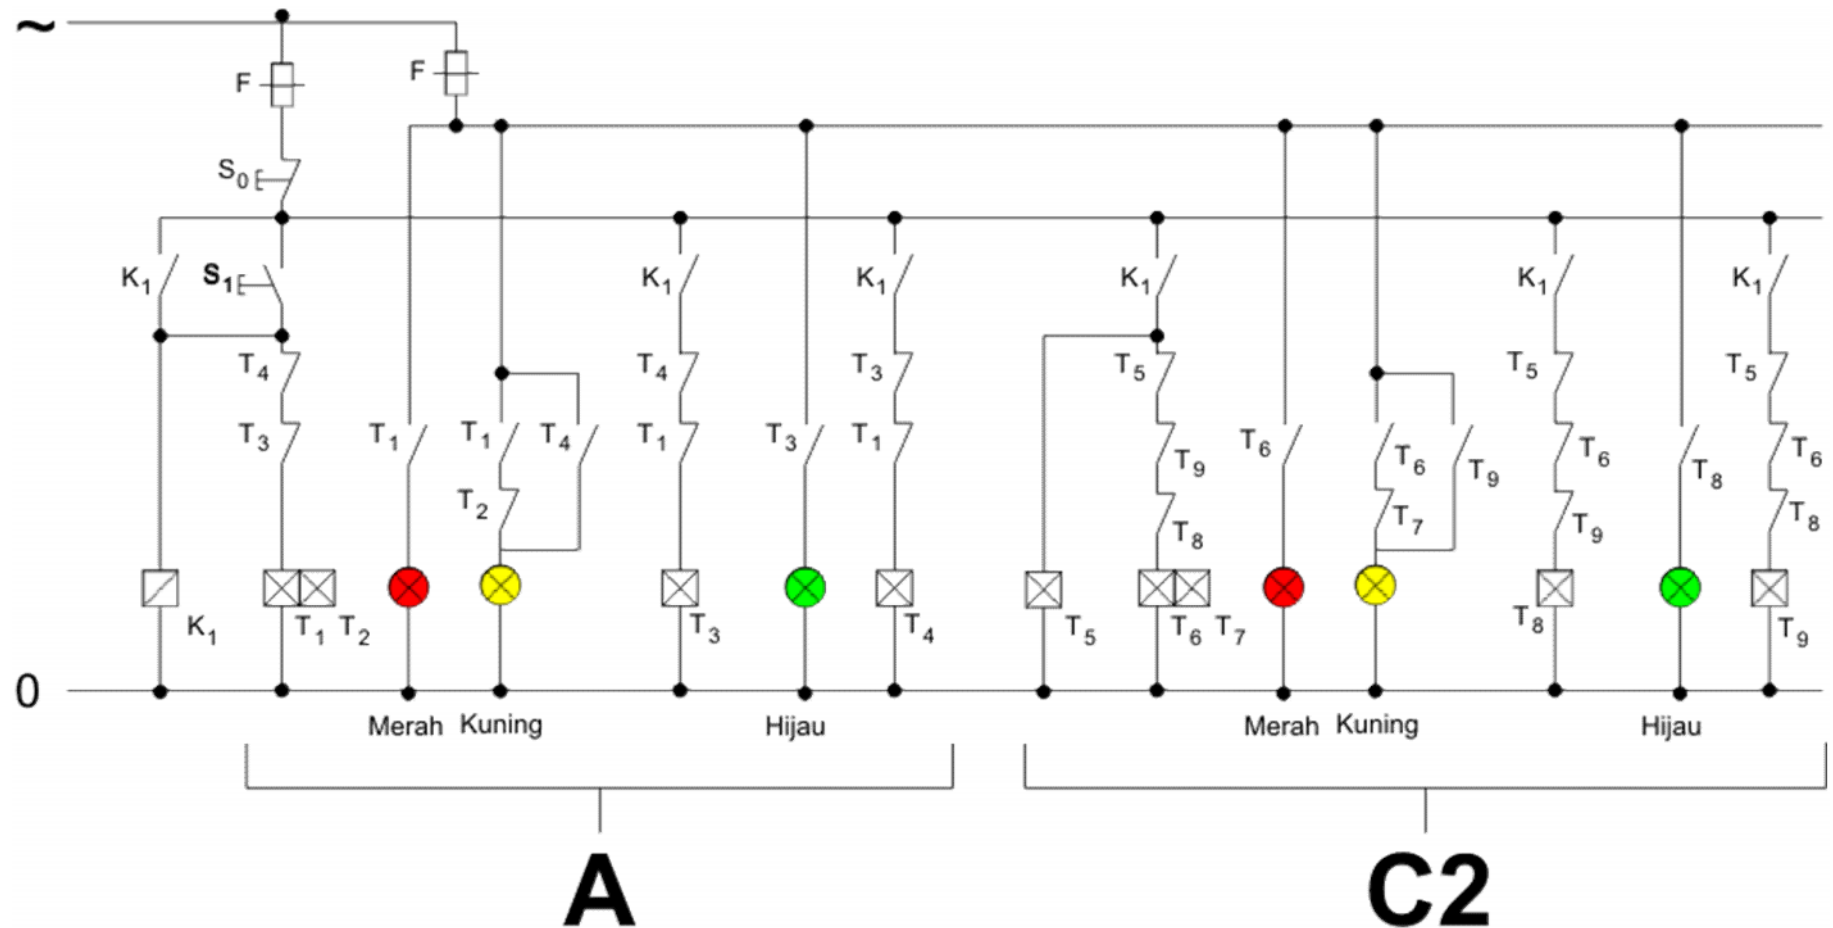 ~
F
F
S0
K1 S1 K1 K1 K1 K1 K1
T4 T4 T3 T5 T5 T5
T3 T1 T1 T4 T1 T3 T1 T9 T6 T6 T9 T6 T8 T6
T2 T8 T7 T9 T8
K1 T1 T2 T3 T4 T5 T6 T7 T8 T9
0
Merah Kuning Hijau Merah Kuning Hijau
A C2